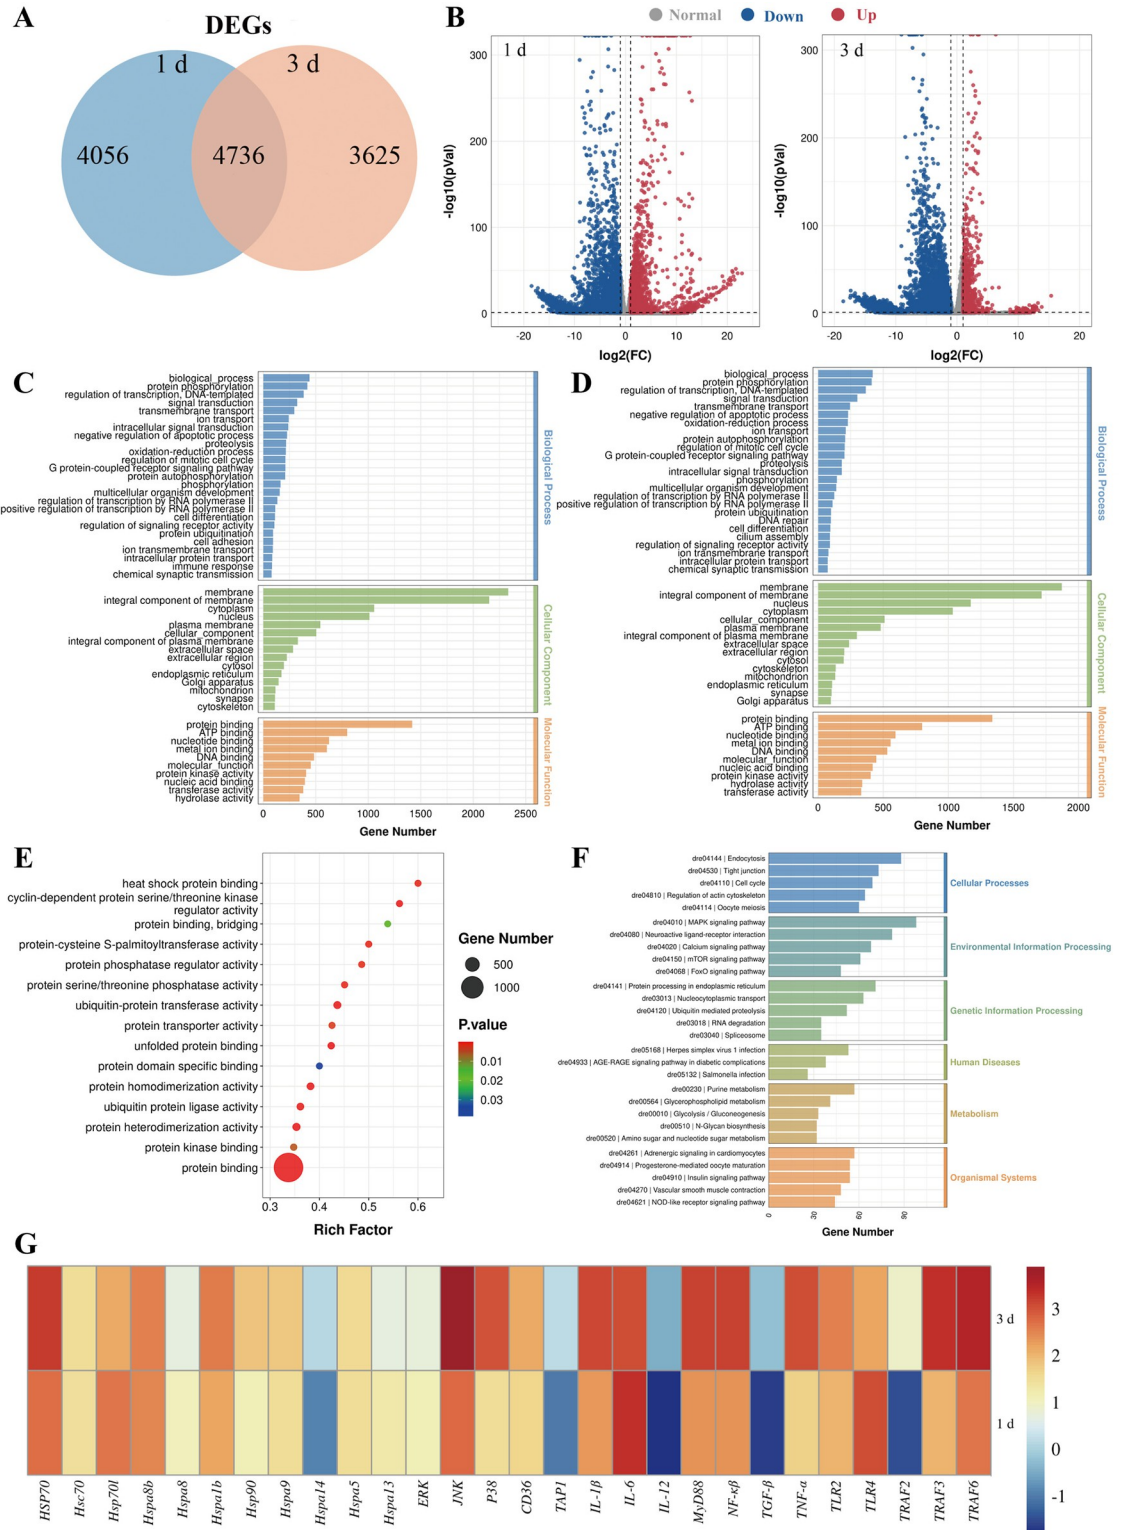 A
DEGs
1 d
3 d
4056
4736
3625
B
Normal
Down
Up
1 d
300
200
100
0
-log10(pVal)
-20
-10
0
10
20
log2(FC)
3 d
300
200
100
0
-log10(pVal)
-20
-10
0
10
20
log2(FC)
C
biological_process
protein phosphorylation
regulation of transcription, DNA-templated
signal transduction
transmembrane transport
ion transport
intracellular signal transduction
negative regulation of apoptotic process
proteolysis
oxidation-reduction process
regulation of mitotic cell cycle
G protein-coupled receptor signaling pathway
protein autophosphorylation
phosphorylation
multicellular organism development
regulation of transcription by RNA polymerase II
positive regulation of transcription by RNA polymerase II
cell differentiation
regulation of signaling receptor activity
protein ubiquitination
cell adhesion
ion transmembrane transport
intracellular protein transport
immune response
chemical synaptic transmission
Biological Process
membrane
integral component of membrane
cytoplasm
nucleus
plasma membrane
cellular_component
integral component of plasma membrane
extracellular space
extracellular region
cytosol
endoplasmic reticulum
Golgi apparatus
mitochondrion
synapse
cytoskeleton
Cellular Component
protein binding
ATP binding
nucleotide binding
metal ion binding
DNA binding
molecular_function
protein kinase activity
nucleic acid binding
transferase activity
hydrolase activity
Molecular Function
0
500
1000
1500
2000
2500
Gene Number
D
biological_process
protein phosphorylation
regulation of transcription, DNA-templated
signal transduction
transmembrane transport
negative regulation of apoptotic process
oxidation-reduction process
ion transport
protein autophosphorylation
regulation of mitotic cell cycle
G protein-coupled receptor signaling pathway
proteolysis
intracellular signal transduction
phosphorylation
multicellular organism development
regulation of transcription by RNA polymerase II
positive regulation of transcription by RNA polymerase II
protein ubiquitination
DNA repair
cell differentiation
cilium assembly
regulation of signaling receptor activity
ion transmembrane transport
intracellular protein transport
chemical synaptic transmission
Biological Process
membrane
integral component of membrane
nucleus
cytoplasm
cellular_component
plasma membrane
integral component of plasma membrane
extracellular space
extracellular region
cytosol
cytoskeleton
mitochondrion
endoplasmic reticulum
synapse
Golgi apparatus
Cellular Component
protein binding
ATP binding
nucleotide binding
metal ion binding
DNA binding
molecular_function
nucleic acid binding
protein kinase activity
hydrolase activity
transferase activity
Molecular Function
0
500
1000
1500
2000
Gene Number
E
heat shock protein binding
cyclin-dependent protein serine/threonine kinase
regulator activity
protein binding, bridging
protein-cysteine S-palmitoyltransferase activity
protein phosphatase regulator activity
protein serine/threonine phosphatase activity
ubiquitin-protein transferase activity
protein transporter activity
unfolded protein binding
protein domain specific binding
protein homodimerization activity
ubiquitin protein ligase activity
protein heterodimerization activity
protein kinase binding
protein binding
0.3
0.4
0.5
0.6
Rich Factor
Gene Number
500
1000
P.value
0.01
0.02
0.03
F
dre04144 | Endocytosis
dre04530 | Tight junction
dre04110 | Cell cycle
dre04810 | Regulation of actin cytoskeleton
dre04114 | Oocyte meiosis
Cellular Processes
dre04010 | MAPK signaling pathway
dre04080 | Neuroactive ligand-receptor interaction
dre04020 | Calcium signaling pathway
dre04150 | mTOR signaling pathway
dre04068 | FoxO signaling pathway
Environmental Information Processing
dre04141 | Protein processing in endoplasmic reticulum
dre03013 | Nucleocytoplasmic transport
dre04120 | Ubiquitin mediated proteolysis
dre03018 | RNA degradation
dre03040 | Spliceosome
Genetic Information Processing
dre05168 | Herpes simplex virus 1 infection
dre04933 | AGE-RAGE signaling pathway in diabetic complications
dre05132 | Salmonella infection
Human Diseases
dre00230 | Purine metabolism
dre00564 | Glycerophospholipid metabolism
dre00010 | Glycolysis / Gluconeogenesis
dre00510 | N-Glycan biosynthesis
dre00520 | Amino sugar and nucleotide sugar metabolism
Metabolism
dre04261 | Adrenergic signaling in cardiomyocytes
dre04914 | Progesterone-mediated oocyte maturation
dre04910 | Insulin signaling pathway
dre04270 | Vascular smooth muscle contraction
dre04621 | NOD-like receptor signaling pathway
Organismal Systems
0
30
60
90
Gene Number
G
3 d
1 d
HSP70
Hsc70
Hsp70l
Hspa8b
Hspa8
Hspa1b
Hsp90
Hspa9
Hspa14
Hspa5
Hspa13
ERK
JNK
P38
CD36
TAP1
IL-1β
IL-6
IL-12
MyD88
NF-κβ
TGF-β
TNF-α
TLR2
TLR4
TRAF2
TRAF3
TRAF6
3
2
1
0
-1